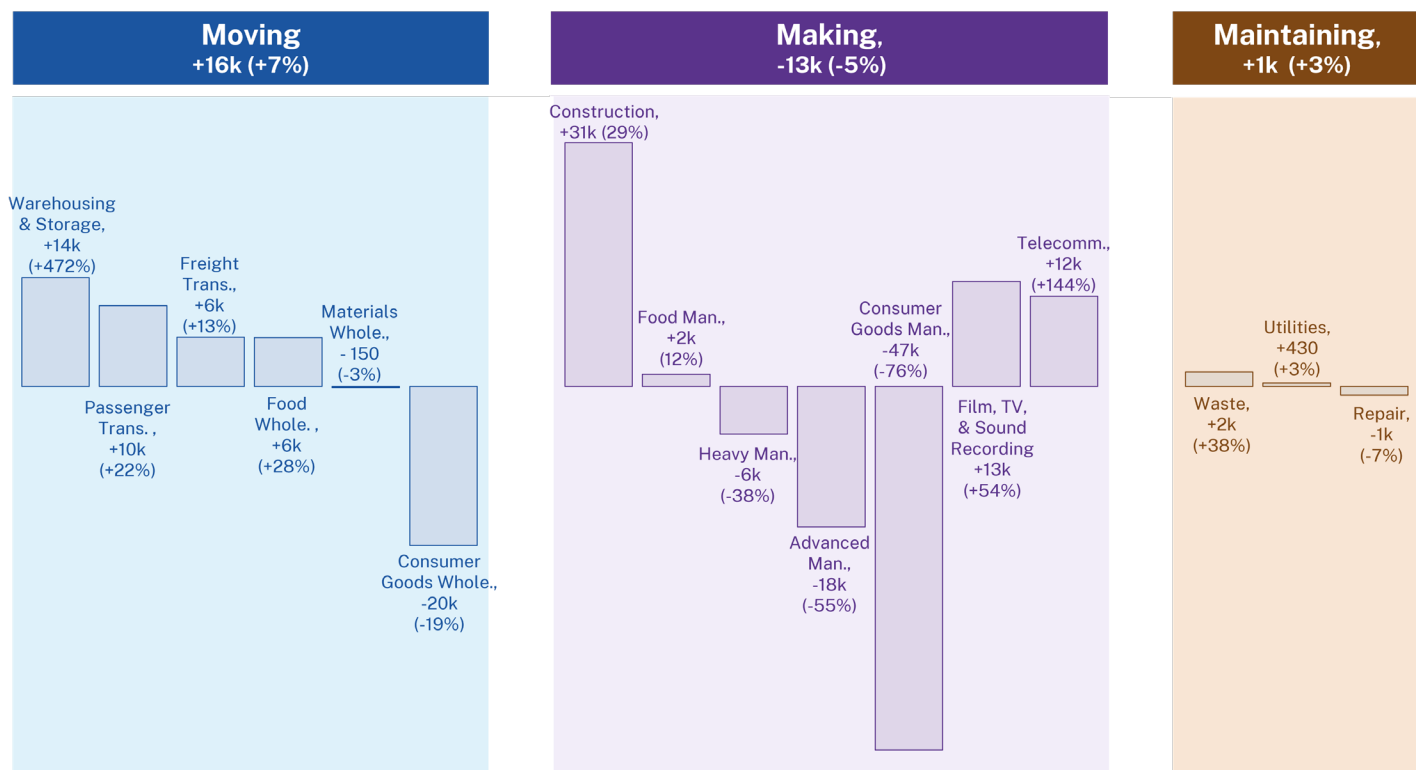 Moving
+16k (+7%)
Warehousing
& Storage,
+14k
(+472%)
Passenger
Trans. ,
+10k
(+22%)
Freight
Trans.,
+6k
(+13%)
Food
Whole. ,
+6k
(+28%)
Materials
Whole.,
- 150
(-3%)
Consumer
Goods Whole.,
-20k
(-19%)
Making,
-13k (-5%)
Construction,
+31k (29%)
Food Man.,
+2k
(12%)
Heavy Man.,
-6k
(-38%)
Advanced
Man.,
-18k
(-55%)
Consumer
Goods Man.,
-47k
(-76%)
Film, TV,
& Sound
Recording
+13k
(+54%)
Telecomm.,
+12k
(+144%)
Maintaining,
+1k (+3%)
Waste,
+2k
(+38%)
Utilities,
+430
(+3%)
Repair,
-1k
(-7%)